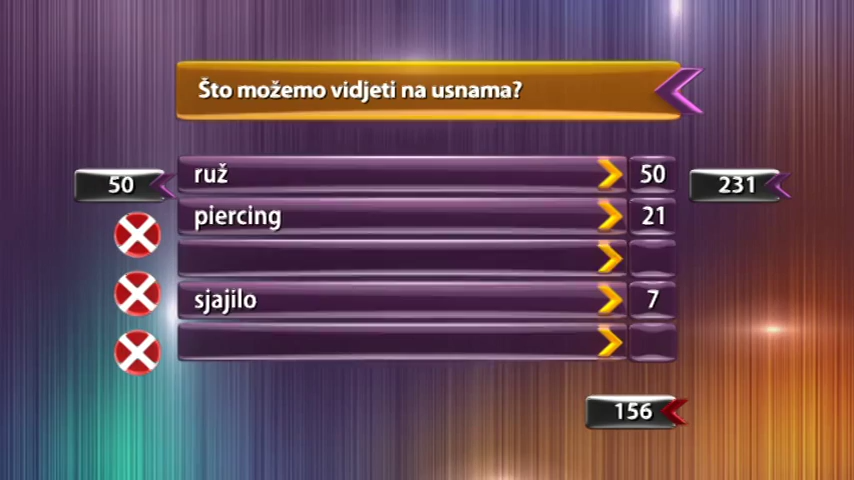 Što možemo vidjeti na usnama?
50
ruž 50
231
piercing 21
sjajilo 7
156